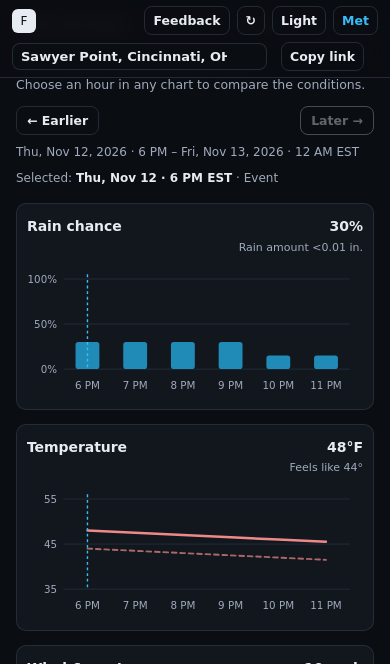 F Feedback ↻ Light Met
Sawyer Point, Cincinnati, OH Copy link
Choose an hour in any chart to compare the conditions.
← Earlier Later →
Thu, Nov 12, 2026 · 6 PM – Fri, Nov 13, 2026 · 12 AM EST
Selected: Thu, Nov 12 · 6 PM EST · Event
Rain chance 30%
Rain amount <0.01 in.
100%
50%
0%
6 PM 7 PM 8 PM 9 PM 10 PM 11 PM
Temperature 48°F
Feels like 44°
55
45
35
6 PM 7 PM 8 PM 9 PM 10 PM 11 PM